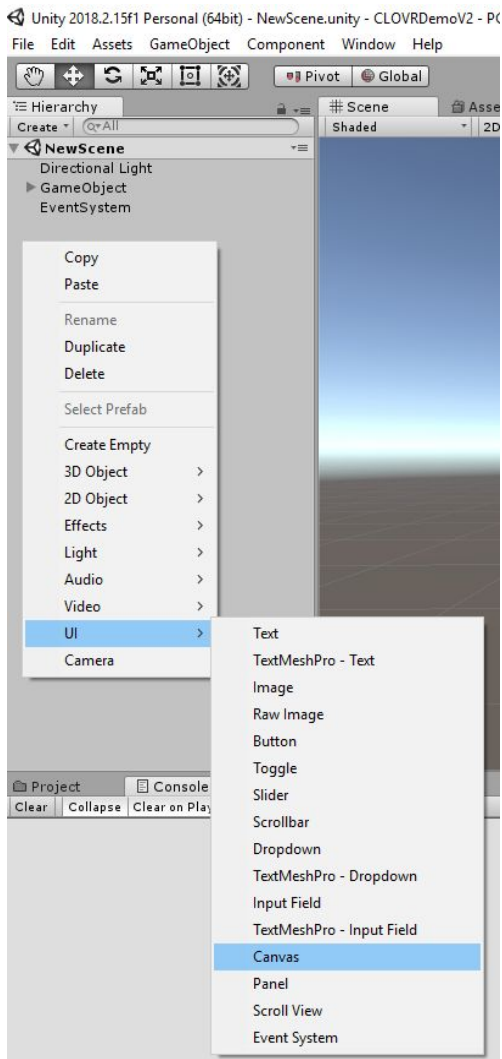 Unity 2018.2.15f1 Personal (64bit) - NewScene.unity - CLOVRDemoV2 - PC
File Edit Assets GameObject Component Window Help
Pivot Global
Hierarchy # Scene Asse
Create All Shaded 2D
NewScene
Directional Light
GameObject
EventSystem
Copy
Paste
Rename
Duplicate
Delete
Select Prefab
Create Empty
3D Object
2D Object
Effects
Light
Audio
Video
UI
Camera
Text
TextMeshPro - Text
Image
Raw Image
Button
Toggle
Slider
Scrollbar
Dropdown
TextMeshPro - Dropdown
Input Field
TextMeshPro - Input Field
Canvas
Panel
Scroll View
Event System
Project Console
Clear Collapse Clear on Play